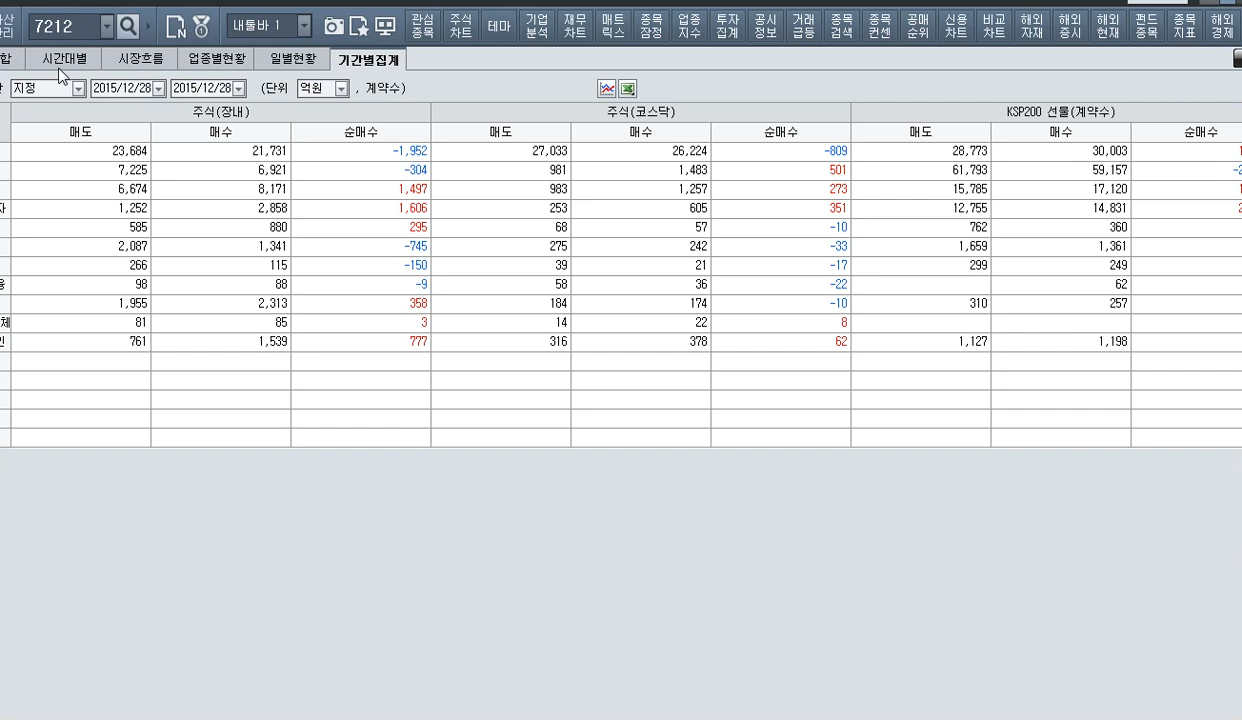 7212 내툴바 1 관심 주식 테마 기업 재무 매트 종목 업종 투자 공시 거래 종목 종목 공매 신용 비교 해외 해외 해외 펀드 종목 해외
관리 종목 차트 분석 차트 릭스 잠정 지수 집계 정보 급등 검색 컨센 순위 차트 차트 자재 증시 현재 종목 지표 경제
합 시간대별 시장흐름 업종별현황 일별현황 기간별집계
지정 2015/12/28 2015/12/28 (단위 억원 , 계약수)
주식(장내) 주식(코스닥) KSP200 선물(계약수)
매도 매수 순매수 매도 매수 순매수 매도 매수 순매수
23,684 21,731 -1,952 27,033 26,224 -809 28,773 30,003
7,225 6,921 -304 981 1,483 501 61,793 59,157
6,674 8,171 1,497 983 1,257 273 15,785 17,120
자 1,252 2,858 1,606 253 605 351 12,755 14,831
585 880 295 68 57 -10 762 360
2,087 1,341 -745 275 242 -33 1,659 1,361
266 115 -150 39 21 -17 299 249
융 98 88 -9 58 36 -22 62
1,955 2,313 358 184 174 -10 310 257
체 81 85 3 14 22 8
인 761 1,539 777 316 378 62 1,127 1,198